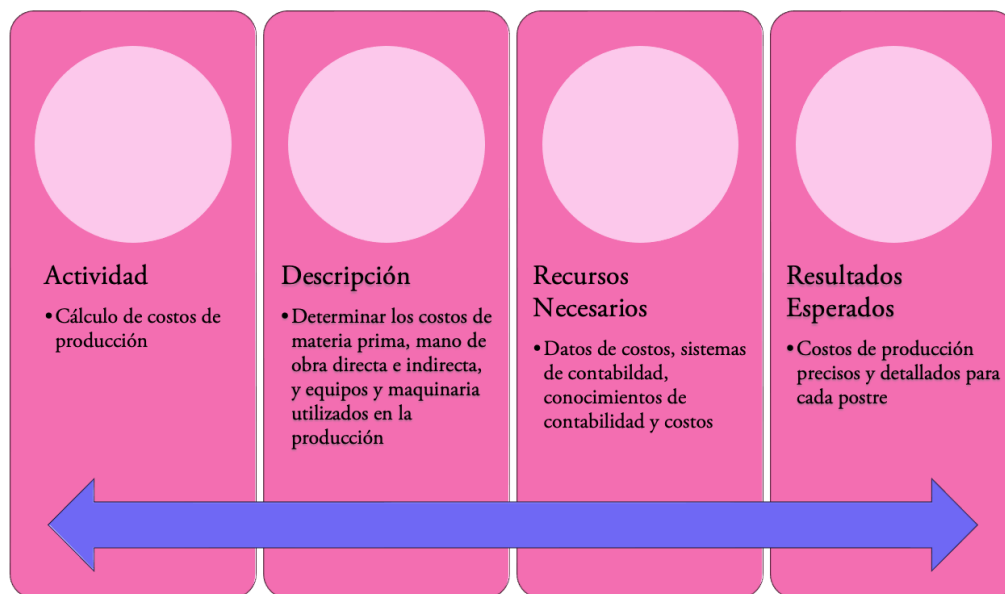 Actividad
•Cálculo de costos de
producción
Descripción
•Determinar los costos de
materia prima, mano de
obra directa e indirecta,
y equipos y maquinaria
utilizados en la
producción
Recursos
Necesarios
•Datos de costos, sistemas
de contabildad,
conocimientos de
contabilidad y costos
Resultados
Esperados
•Costos de producción
precisos y detallados para
cada postre